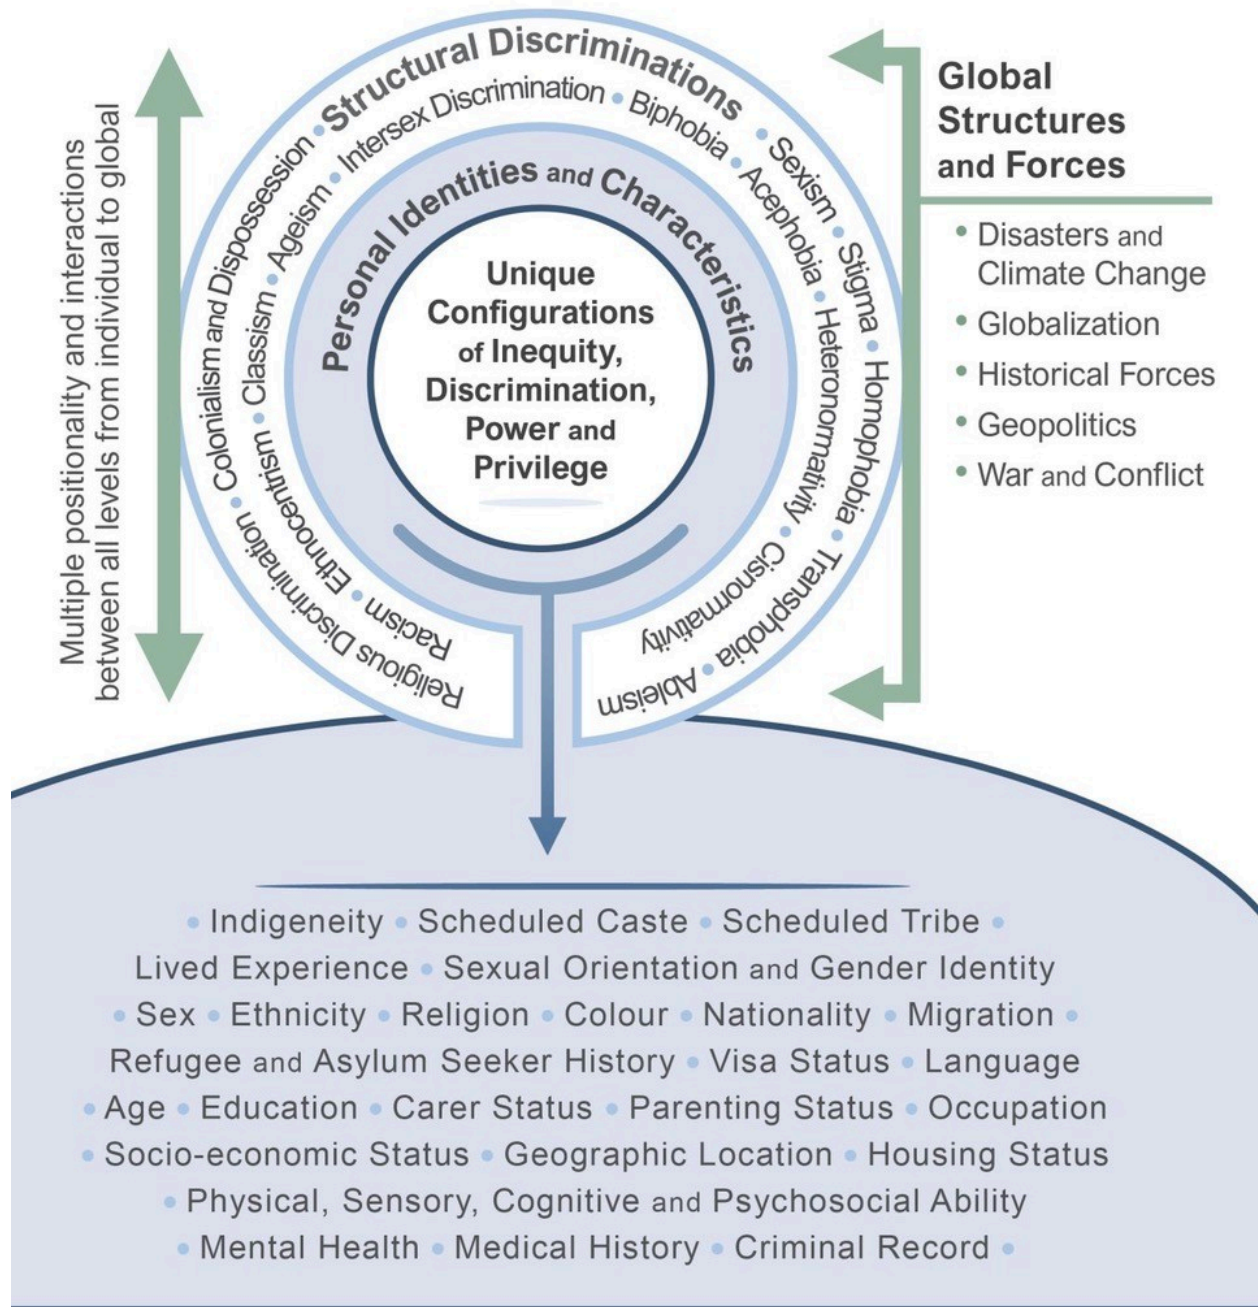 Multiple positionality and interactions
between all levels from individual to global
• Structural Discriminations
Religious Discrimination • Colonialism and Dispossession
• Sexism • Stigma • Homophobia • Transphobia • Ableism
Racism • Ethnocentrism • Classism • Ageism • Intersex Discrimination • Biphobia • Acephobia • Heteronormativity • Cisnormativity
Personal Identities and Characteristics
Unique
Configurations
of Inequity,
Discrimination,
Power and
Privilege
Global
Structures
and Forces
• Disasters and
Climate Change
• Globalization
• Historical Forces
• Geopolitics
• War and Conflict
• Indigeneity • Scheduled Caste • Scheduled Tribe •
Lived Experience • Sexual Orientation and Gender Identity
• Sex • Ethnicity • Religion • Colour • Nationality • Migration •
Refugee and Asylum Seeker History • Visa Status • Language
• Age • Education • Carer Status • Parenting Status • Occupation
• Socio-economic Status • Geographic Location • Housing Status
• Physical, Sensory, Cognitive and Psychosocial Ability
• Mental Health • Medical History • Criminal Record •